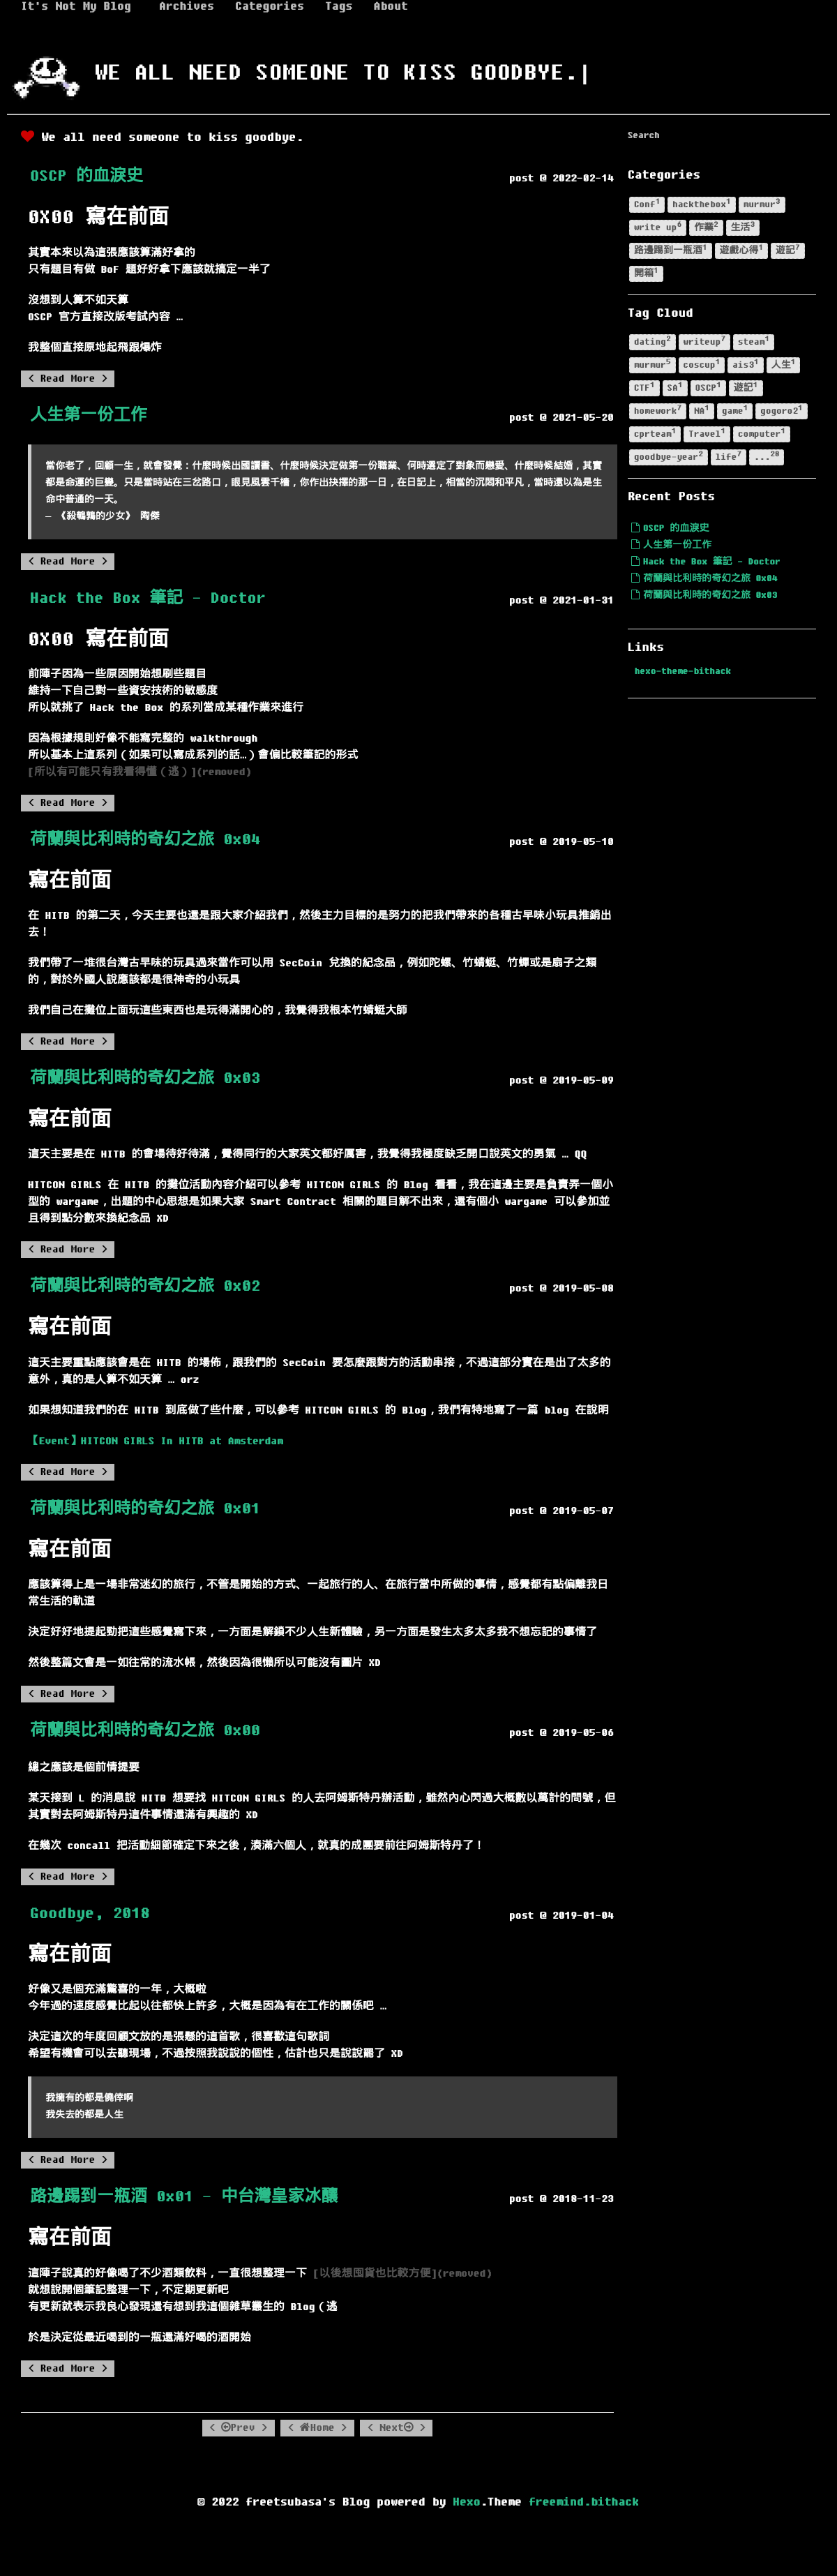 It's Not My Blog Archives Categories Tags About
WE ALL NEED SOMEONE TO KISS GOODBYE.|
We all need someone to kiss goodbye.
OSCP 的血淚史
post @ 2022-02-14
0X00 寫在前面
其實本來以為這張應該算滿好拿的
只有題目有做 BoF 題好好拿下應該就搞定一半了
沒想到人算不如天算
OSCP 官方直接改版考試內容 …
我整個直接原地起飛跟爆炸
< Read More >
人生第一份工作
post @ 2021-05-20
當你老了，回顧一生，就會發覺：什麼時候出國讀書、什麼時候決定做第一份職業、何時選定了對象而戀愛、什麼時候結婚，其實
都是命運的巨變。只是當時站在三岔路口，眼見風雲千檣，你作出抉擇的那一日，在日記上，相當的沉悶和平凡，當時還以為是生
命中普通的一天。
— 《殺鵪鶉的少女》 陶傑
< Read More >
Hack the Box 筆記 - Doctor
post @ 2021-01-31
0X00 寫在前面
前陣子因為一些原因開始想刷些題目
維持一下自己對一些資安技術的敏感度
所以就挑了 Hack the Box 的系列當成某種作業來進行
因為根據規則好像不能寫完整的 walkthrough
所以基本上這系列（如果可以寫成系列的話…）會偏比較筆記的形式
[所以有可能只有我看得懂（逃）](removed)
< Read More >
荷蘭與比利時的奇幻之旅 0x04
post @ 2019-05-10
寫在前面
在 HITB 的第二天，今天主要也還是跟大家介紹我們，然後主力目標的是努力的把我們帶來的各種古早味小玩具推銷出
去！
我們帶了一堆很台灣古早味的玩具過來當作可以用 SecCoin 兌換的紀念品，例如陀螺、竹蜻蜓、竹蟬或是扇子之類
的，對於外國人說應該都是很神奇的小玩具
我們自己在攤位上面玩這些東西也是玩得滿開心的，我覺得我根本竹蜻蜓大師
< Read More >
荷蘭與比利時的奇幻之旅 0x03
post @ 2019-05-09
寫在前面
這天主要是在 HITB 的會場待好待滿，覺得同行的大家英文都好厲害，我覺得我極度缺乏開口說英文的勇氣 … QQ
HITCON GIRLS 在 HITB 的攤位活動內容介紹可以參考 HITCON GIRLS 的 Blog 看看，我在這邊主要是負責弄一個小
型的 wargame，出題的中心思想是如果大家 Smart Contract 相關的題目解不出來，還有個小 wargame 可以參加並
且得到點分數來換紀念品 XD
< Read More >
荷蘭與比利時的奇幻之旅 0x02
post @ 2019-05-08
寫在前面
這天主要重點應該會是在 HITB 的場佈，跟我們的 SecCoin 要怎麼跟對方的活動串接，不過這部分實在是出了太多的
意外，真的是人算不如天算 … orz
如果想知道我們的在 HITB 到底做了些什麼，可以參考 HITCON GIRLS 的 Blog，我們有特地寫了一篇 blog 在說明
【Event】HITCON GIRLS In HITB at Amsterdam
< Read More >
荷蘭與比利時的奇幻之旅 0x01
post @ 2019-05-07
寫在前面
應該算得上是一場非常迷幻的旅行，不管是開始的方式、一起旅行的人、在旅行當中所做的事情，感覺都有點偏離我日
常生活的軌道
決定好好地提起勁把這些感覺寫下來，一方面是解鎖不少人生新體驗，另一方面是發生太多太多我不想忘記的事情了
然後整篇文會是一如往常的流水帳，然後因為很懶所以可能沒有圖片 XD
< Read More >
荷蘭與比利時的奇幻之旅 0x00
post @ 2019-05-06
總之應該是個前情提要
某天接到 L 的消息說 HITB 想要找 HITCON GIRLS 的人去阿姆斯特丹辦活動，雖然內心閃過大概數以萬計的問號，但
其實對去阿姆斯特丹這件事情還滿有興趣的 XD
在幾次 concall 把活動細節確定下來之後，湊滿六個人，就真的成團要前往阿姆斯特丹了！
< Read More >
Goodbye, 2018
post @ 2019-01-04
寫在前面
好像又是個充滿驚喜的一年，大概啦
今年過的速度感覺比起以往都快上許多，大概是因為有在工作的關係吧 …
決定這次的年度回顧文放的是張懸的這首歌，很喜歡這句歌詞
希望有機會可以去聽現場，不過按照我說說的個性，估計也只是說說罷了 XD
我擁有的都是僥倖啊
我失去的都是人生
< Read More >
路邊踢到一瓶酒 0x01 - 中台灣皇家冰釀
post @ 2018-11-23
寫在前面
這陣子說真的好像喝了不少酒類飲料，一直很想整理一下 [以後想囤貨也比較方便](removed)
就想說開個筆記整理一下，不定期更新吧
有更新就表示我良心發現還有想到我這個雜草叢生的 Blog（逃
於是決定從最近喝到的一瓶還滿好喝的酒開始
< Read More >
< Prev > < Home > < Next >
Search
Categories
Conf1 hackthebox1 murmur3
write up6 作業2 生活3
路邊踢到一瓶酒1 遊戲心得1 遊記7
開箱1
Tag Cloud
dating2 writeup7 steam1
murmur5 coscup1 ais31 人生1
CTF1 SA1 OSCP1 遊記1
homework7 NA1 game1 gogoro21
cprteam1 Travel1 computer1
goodbye-year2 life7 ...28
Recent Posts
OSCP 的血淚史
人生第一份工作
Hack the Box 筆記 - Doctor
荷蘭與比利時的奇幻之旅 0x04
荷蘭與比利時的奇幻之旅 0x03
Links
hexo-theme-bithack
© 2022 freetsubasa's Blog powered by Hexo.Theme freemind.bithack